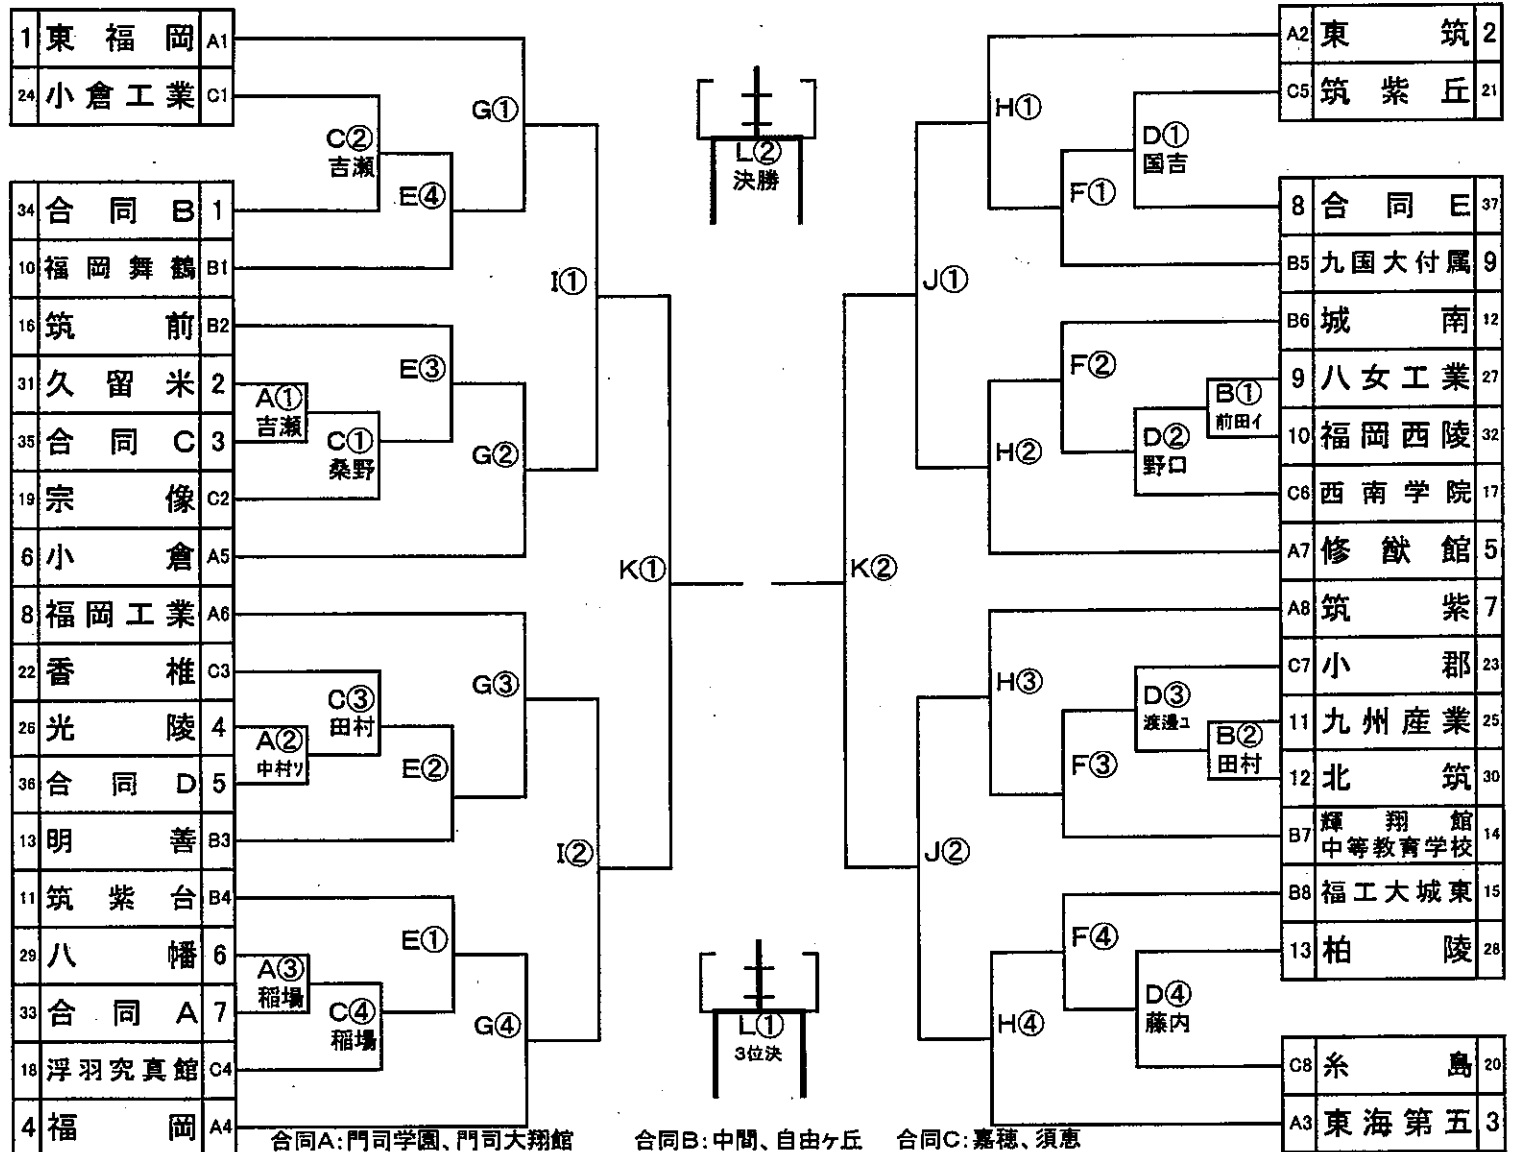 1 東福岡 A1
24 小倉工業 C1
34 合同B 1
10 福岡舞鶴 B1
16 筑前 B2
31 久留米 2
35 合同C 3
19 宗像 C2
6 小倉 A5
8 福岡工業 A6
22 香椎 C3
26 光陵 4
36 合同D 5
13 明善 B3
11 筑紫台 B4
29 八幡 6
33 合同A 7
18 浮羽究真館 C4
4 福岡 A4
A①
吉瀬
A②
中村ソ
A③
稲場
C②
吉瀬
C①
桑野
C③
田村
C④
稲場
E④
E③
E②
E①
G①
G②
G③
G④
I①
I②
K①
L②
決勝
L①
3位決
K②
J①
J②
H①
H②
H③
H④
F①
F②
F③
F④
D①
国吉
D②
野口
D③
渡邊ユ
D④
藤内
B①
前田イ
B②
田村
A2 東筑 2
C5 筑紫丘 21
8 合同E 37
B5 九国大付属 9
B6 城南 12
9 八女工業 27
10 福岡西陵 32
C6 西南学院 17
A7 修猷館 5
A8 筑紫 7
C7 小郡 23
11 九州産業 25
12 北筑 30
B7 輝翔館 14
中等教育学校
B8 福工大城東 15
13 柏陵 28
C8 糸島 20
A3 東海第五 3
合同A:門司学園、門司大翔館 合同B:中間、自由ヶ丘 合同C:嘉穂、須恵